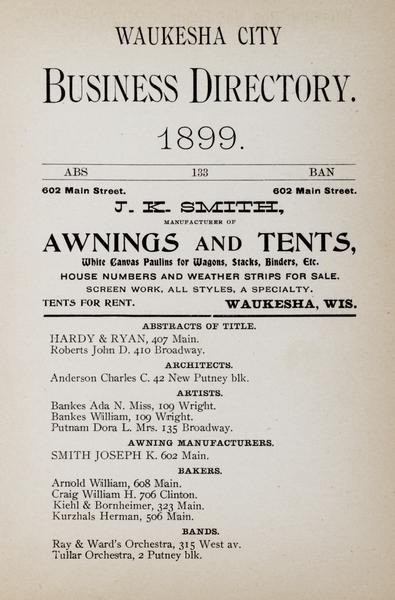 WAUKESHA CITY
BUSINESS DIRECTORY.
1899.
ABS 133 BAN
602 Main Street. 602 Main Street.
J. K. SMITH,
MANUFACTURER OF
AWNINGS AND TENTS,
White Canvas Paulins for Wagons, Stacks, Binders, Etc.
HOUSE NUMBERS AND WEATHER STRIPS FOR SALE.
SCREEN WORK, ALL STYLES, A SPECIALTY.
TENTS FOR RENT. WAUKESHA, WIS.
ABSTRACTS OF TITLE.
HARDY & RYAN, 407 Main.
Roberts John D. 410 Broadway.
ARCHITECTS.
Anderson Charles C. 42 New Putney blk.
ARTISTS.
Bankes Ada N. Miss, 109 Wright.
Bankes William, 109 Wright.
Putnam Dora L. Mrs. 135 Broadway.
AWNING MANUFACTURERS.
SMITH JOSEPH K. 602 Main.
BAKERS.
Arnold William, 608 Main.
Craig William H. 706 Clinton.
Kiehl & Bornheimer, 323 Main.
Kurzhals Herman, 506 Main.
BANDS.
Ray & Ward's Orchestra, 315 West av.
Tullar Orchestra, 2 Putney blk.